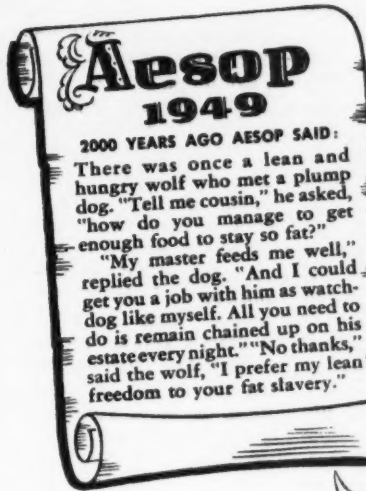 Aesop
1949
2000 YEARS AGO AESOP SAID:
There was once a lean and
hungry wolf who met a plump
dog. "Tell me cousin," he asked,
"how do you manage to get
enough food to stay so fat?"
"My master feeds me well,"
replied the dog. "And I could
get you a job with him as watch-
dog like myself. All you need to
do is remain chained up on his
estate every night." "No thanks,"
said the wolf, "I prefer my lean
freedom to your fat slavery."